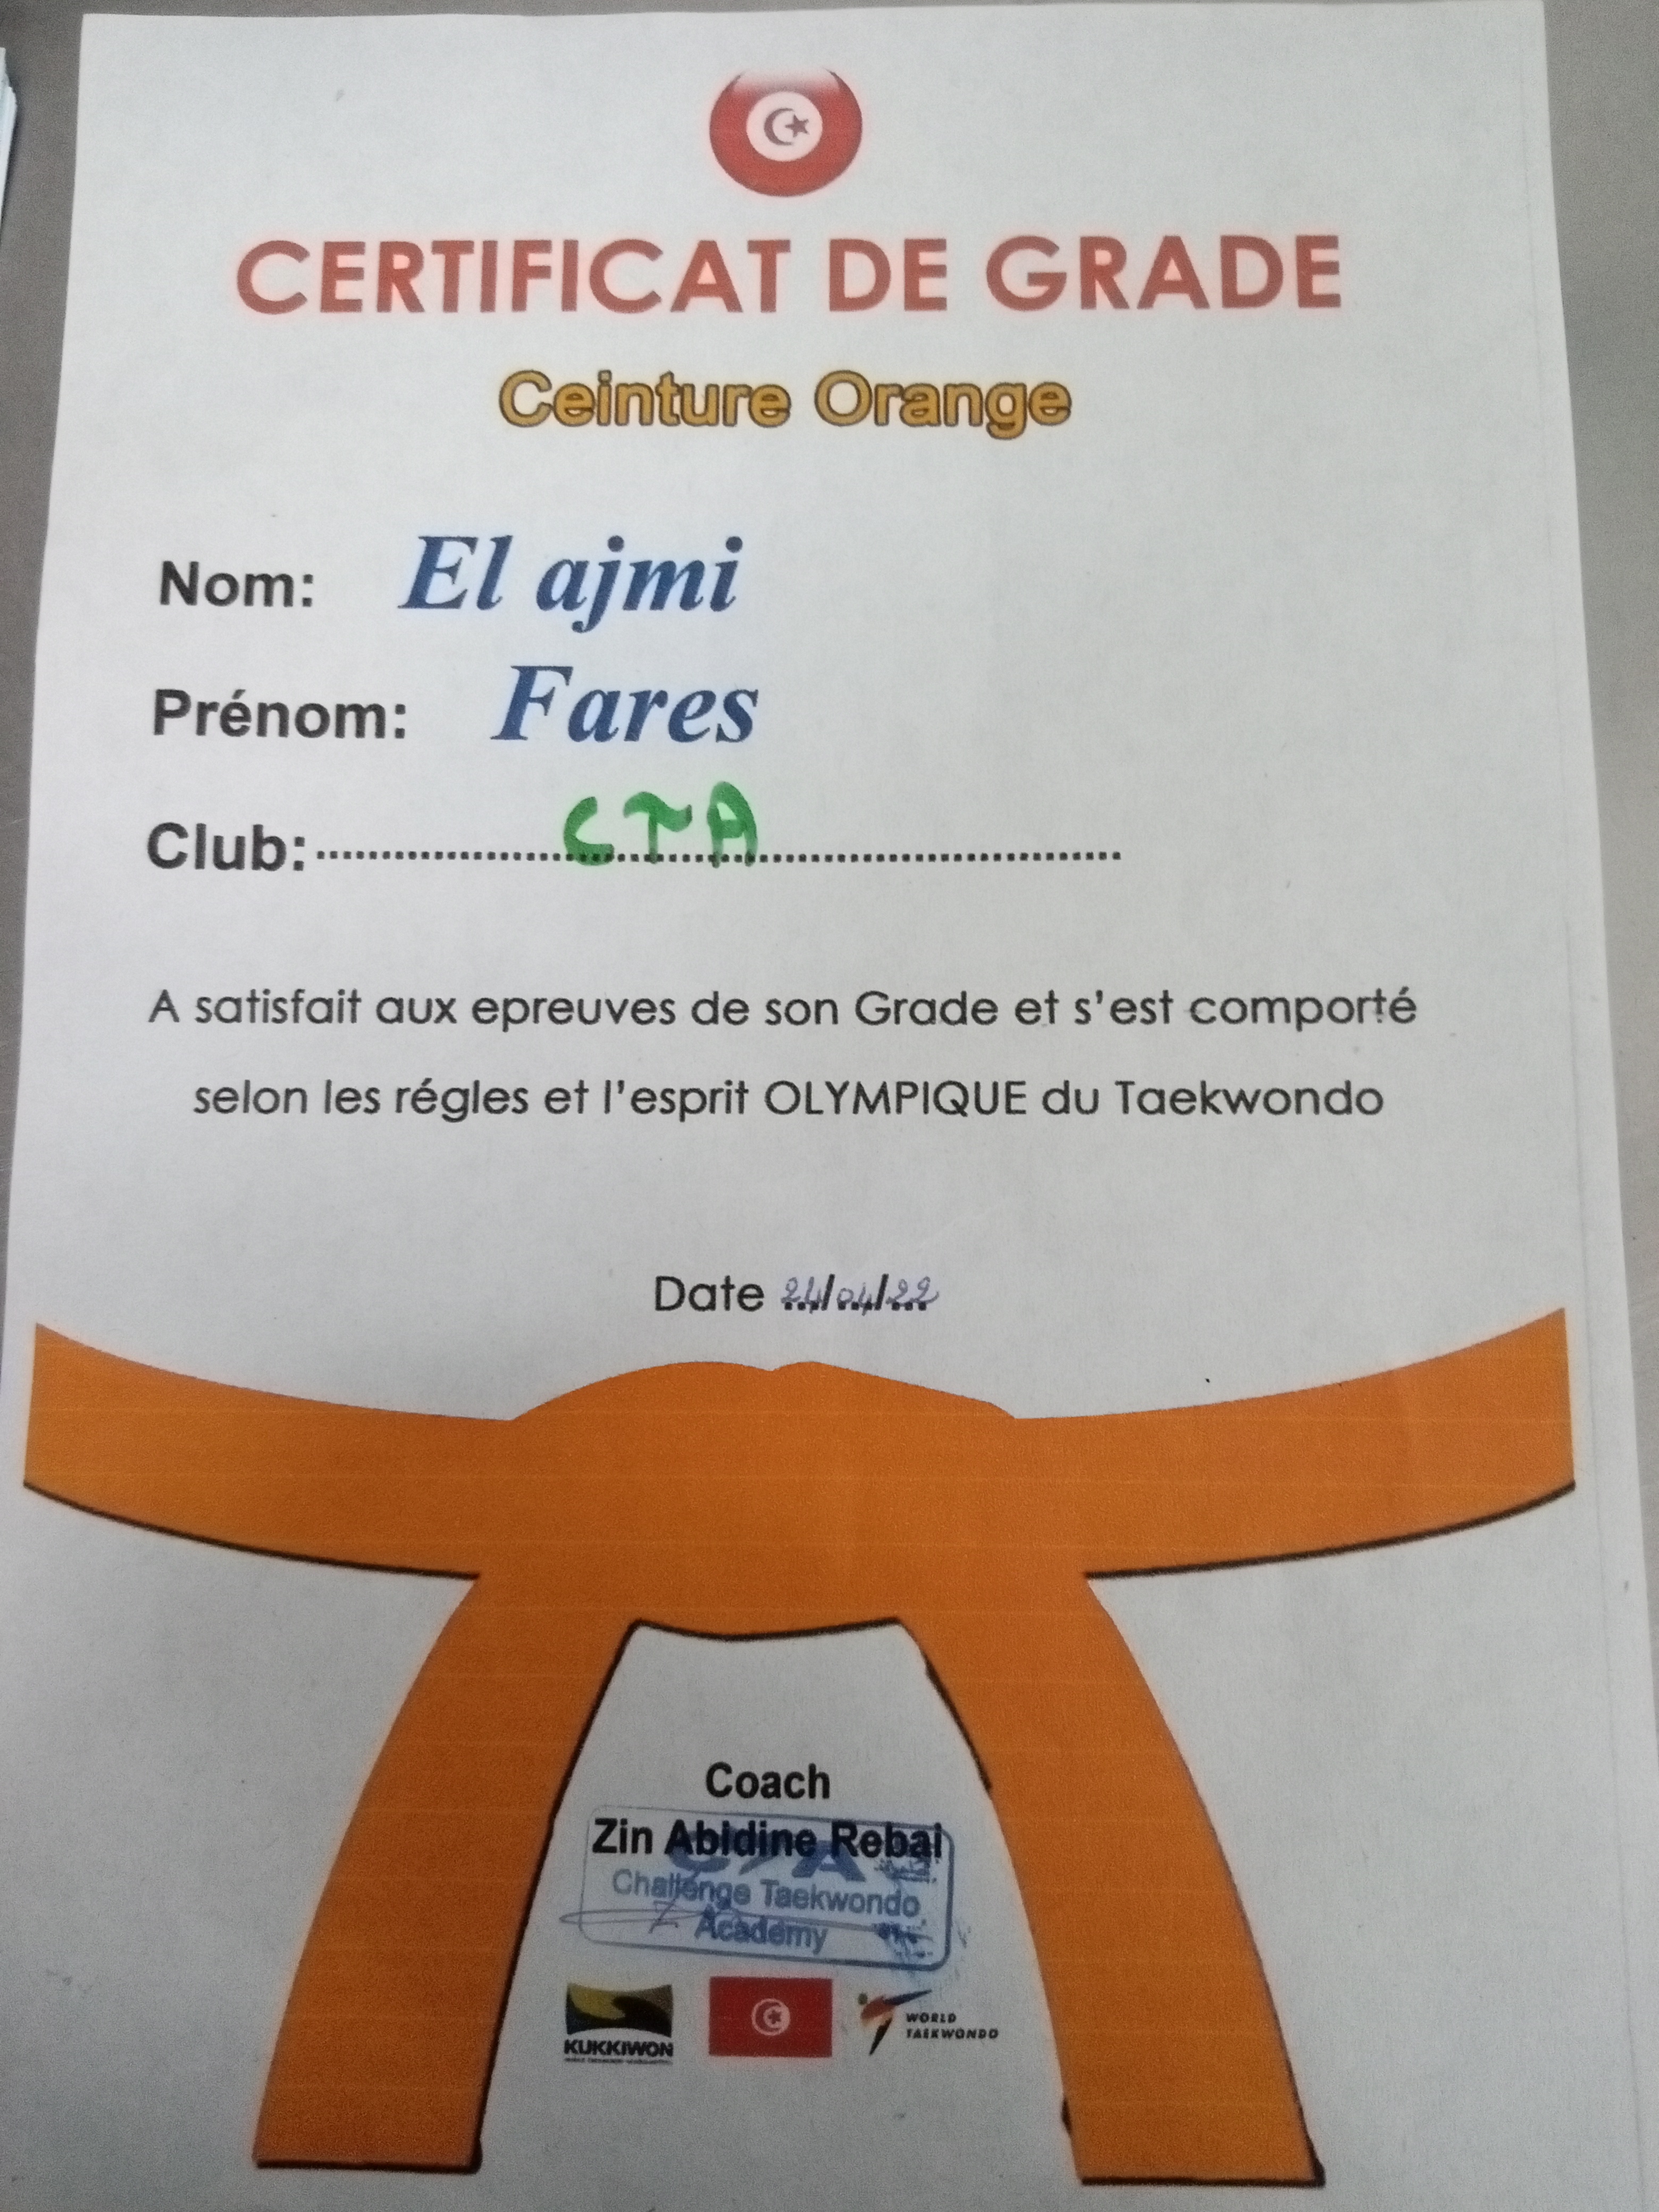 CERTIFICAT DE GRADE
Ceinture Orange
Nom: El ajmi
Prénom: Fares
Club: CTA
A satisfait aux epreuves de son Grade et s'est comporté
selon les régles et l'esprit OLYMPIQUE du Taekwondo
Date 24/04/22
Coach
Zin Abidine Rebai
CTA
Challenge Taekwondo
Academy
KUKKIWON
WORLD
TAEKWONDO